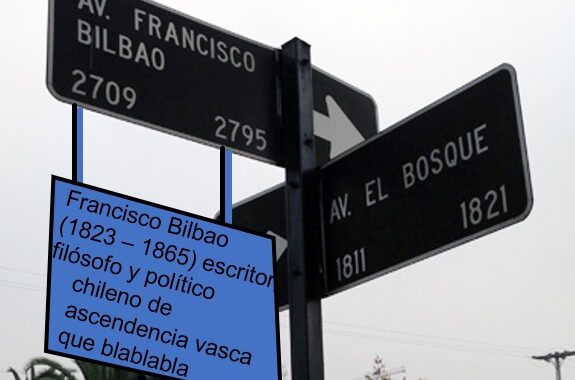 AV. FRANCISCO
BILBAO
2709
2795
AV. EL BOSQUE
1811
1821
Francisco Bilbao
(1823 – 1865) escritor
filósofo y político
chileno de
ascendencia vasca
que blablabla